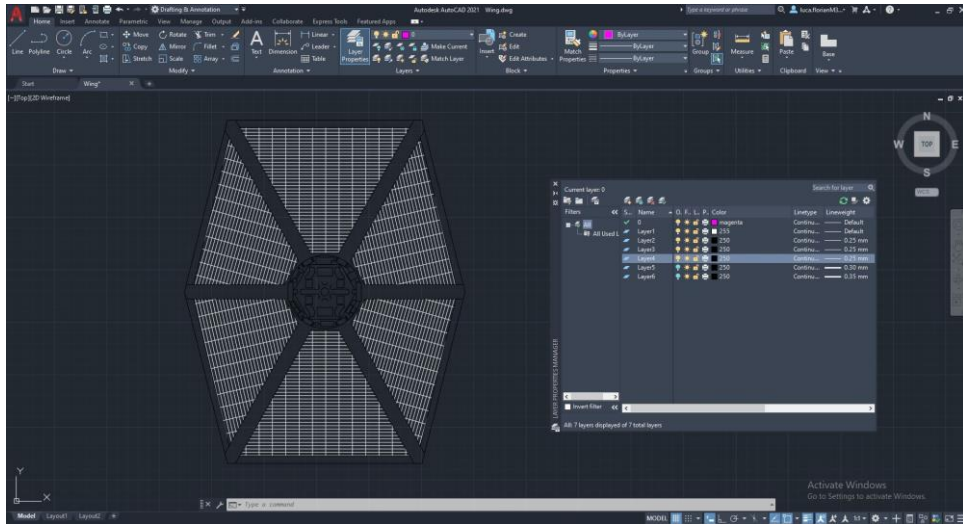 Drafting & Annotation
Autodesk AutoCAD 2021 Wing.dwg
Type a keyword or phrase
Home Insert Annotate Parametric View Manage Output Add-ins Collaborate Express Tools Featured Apps
Line Polyline Circle Arc
Move Rotate Trim
Copy Mirror Fillet
Stretch Scale Array
Text Dimension
Linear
Leader
Table
Layer Properties
0
Make Current
Match Layer
Insert
Create
Edit
Edit Attributes
Match Properties
ByLayer
ByLayer
ByLayer
Group
Measure
Paste
Base
Draw Modify Annotation Layers Block Properties Groups Utilities Clipboard View
Start Wing*
[-][Top][2D Wireframe]
N
W TOP E
S
WCS
Current layer: 0
Search for layer
Filters
All
All Used L
S... Name O. F.. L.. P.. Color Linetype Lineweight
0 magenta Continu... Default
Layer1 255 Continu... Default
Layer2 250 Continu... 0.25 mm
Layer3 250 Continu... 0.25 mm
Layer4 250 Continu... 0.25 mm
Layer5 250 Continu... 0.30 mm
Layer6 250 Continu... 0.35 mm
LAYER PROPERTIES MANAGER
Invert filter
All: 7 layers displayed of 7 total layers
Y
X
Activate Windows
Go to Settings to activate Windows.
Type a command
Model Layout1 Layout2
MODEL
1:1